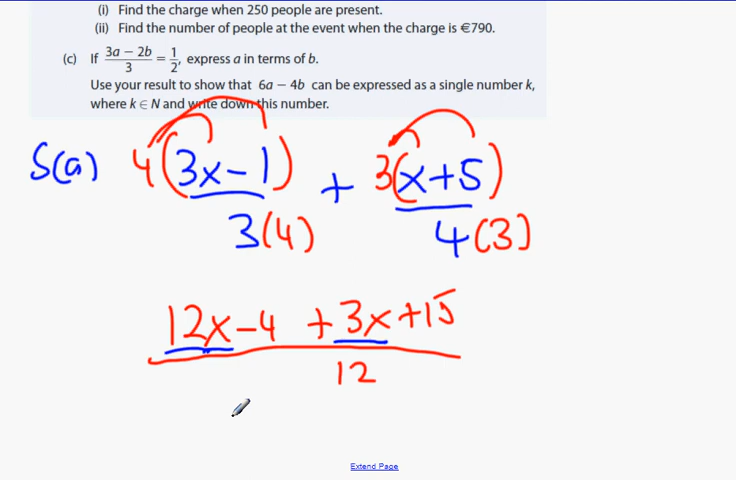 (i) Find the charge when 250 people are present.
(ii) Find the number of people at the event when the charge is €790.
(c) If (3a − 2b)/3 = 1/2, express a in terms of b.
Use your result to show that 6a − 4b can be expressed as a single number k,
where k ∈ N and write down this number.
5(a) 4(3x−1)/3(4) + 3(x+5)/4(3)
12x−4 +3x+15
12
Extend Page